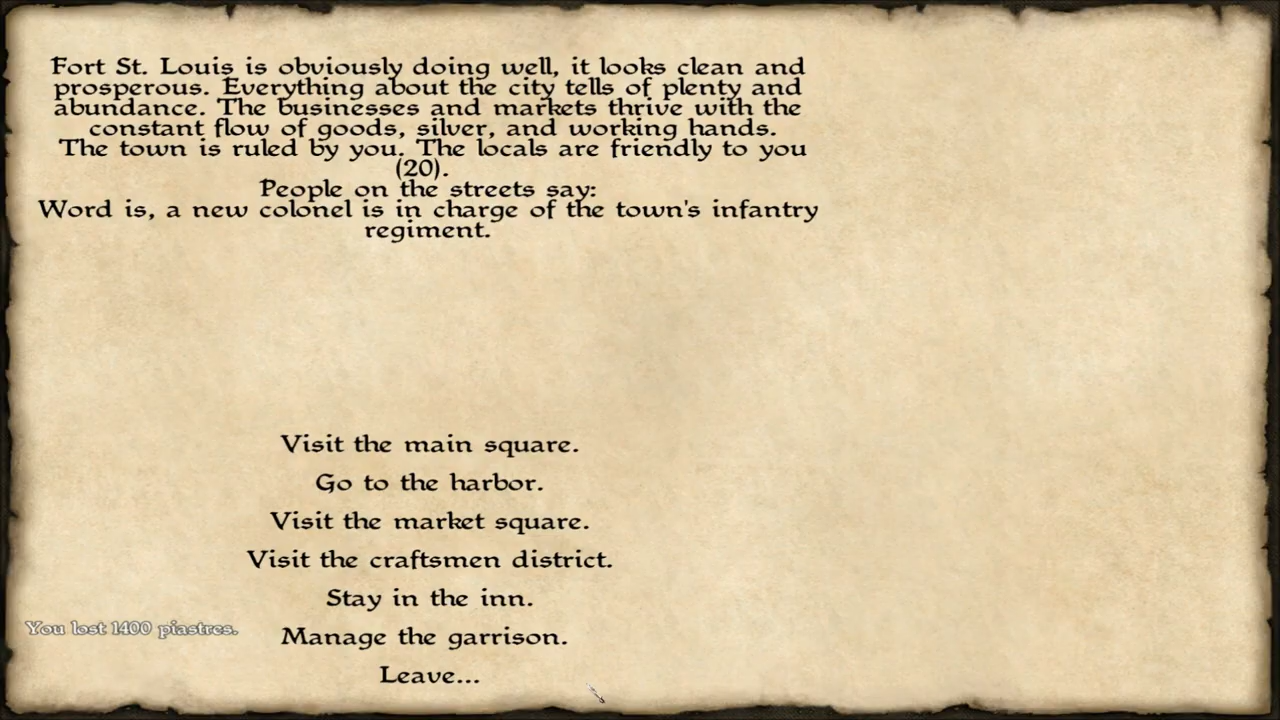 Fort St. Louis is obviously doing well, it looks clean and
prosperous. Everything about the city tells of plenty and
abundance. The businesses and markets thrive with the
constant flow of goods, silver, and working hands.
The town is ruled by you. The locals are friendly to you
(20).
People on the streets say:
Word is, a new colonel is in charge of the town's infantry
regiment.
Visit the main square.
Go to the harbor.
Visit the market square.
Visit the craftsmen district.
Stay in the inn.
You lost 1400 piastres.
Manage the garrison.
Leave...